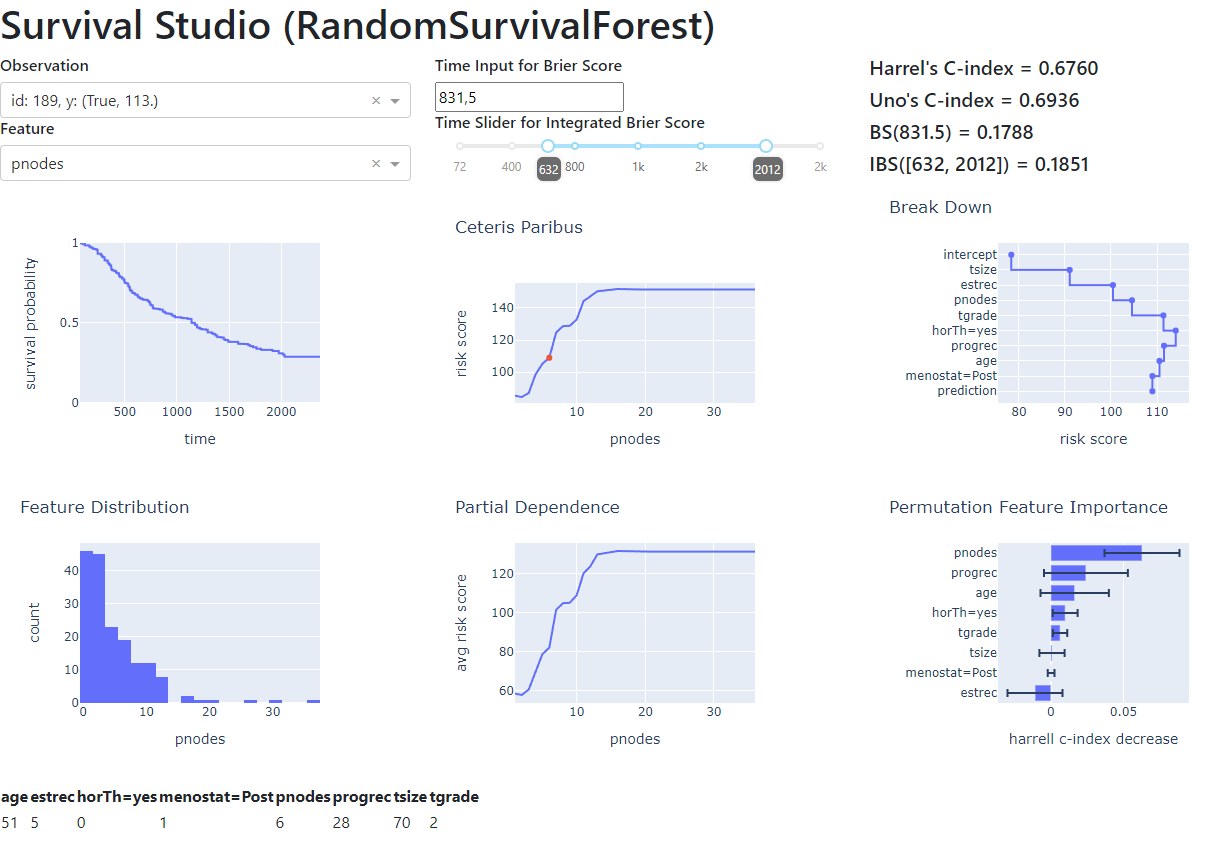 Survival Studio (RandomSurvivalForest)
Observation
id: 189, y: (True, 113.)
×
Feature
pnodes
×
Time Input for Brier Score
831,5
Time Slider for Integrated Brier Score
72 400 632 800 1k 2k 2012 2k
Harrel's C-index = 0.6760
Uno's C-index = 0.6936
BS(831.5) = 0.1788
IBS([632, 2012]) = 0.1851
survival probability
1
0.5
0
500 1000 1500 2000
time
Ceteris Paribus
risk score
140
120
100
10 20 30
pnodes
Break Down
intercept
tsize
estrec
pnodes
tgrade
horTh=yes
progrec
age
menostat=Post
prediction
80 90 100 110
risk score
Feature Distribution
count
40
30
20
10
0
0 10 20 30
pnodes
Partial Dependence
avg risk score
120
100
80
60
10 20 30
pnodes
Permutation Feature Importance
pnodes
progrec
age
horTh=yes
tgrade
tsize
menostat=Post
estrec
0 0.05
harrell c-index decrease
age estrec horTh=yes menostat=Post pnodes progrec tsize tgrade
51 5 0 1 6 28 70 2